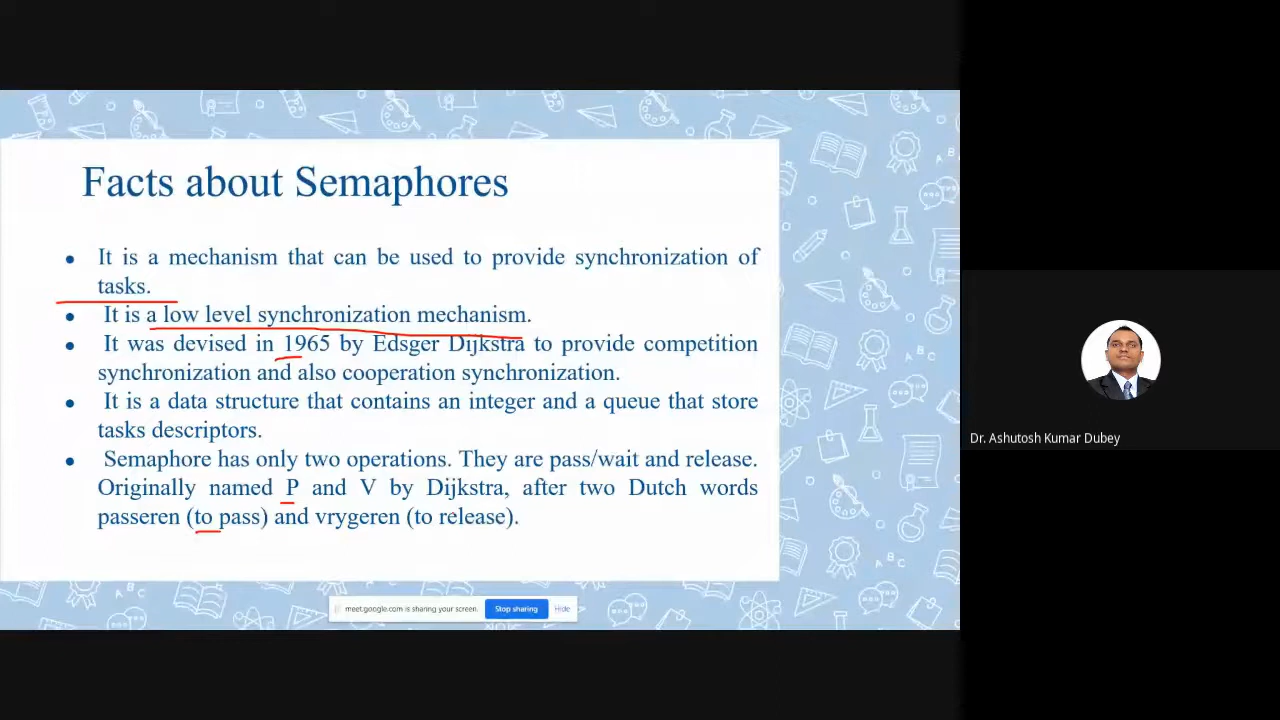 Facts about Semaphores
• It is a mechanism that can be used to provide synchronization of
tasks.
• It is a low level synchronization mechanism.
• It was devised in 1965 by Edsger Dijkstra to provide competition
synchronization and also cooperation synchronization.
• It is a data structure that contains an integer and a queue that store
tasks descriptors.
• Semaphore has only two operations. They are pass/wait and release.
Originally named P and V by Dijkstra, after two Dutch words
passeren (to pass) and vrygeren (to release).
meet.google.com is sharing your screen. Stop sharing Hide
Dr. Ashutosh Kumar Dubey